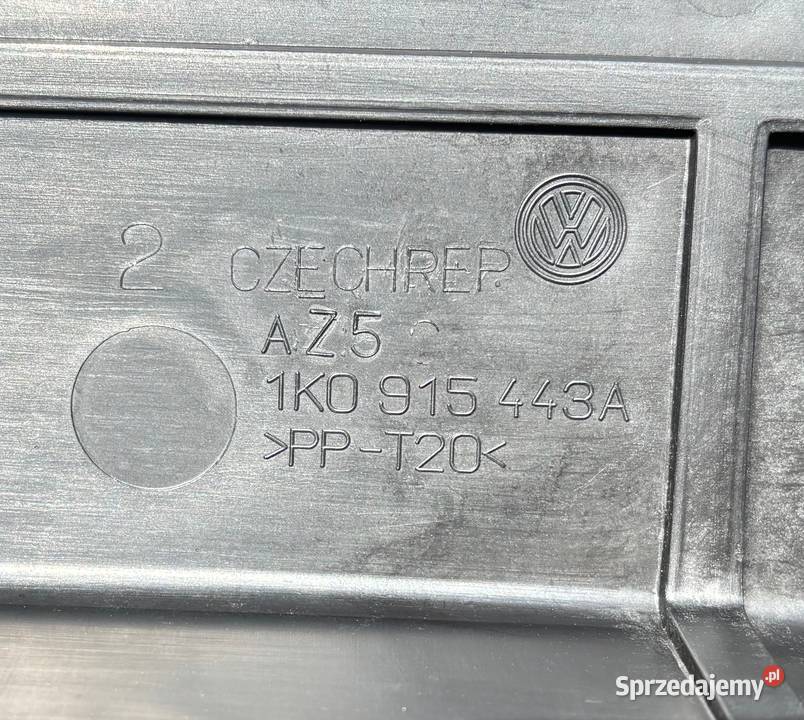 2 CZECHREP.
AZ5
1K0 915 443A
>PP-T20<
Sprzedajemy.pl